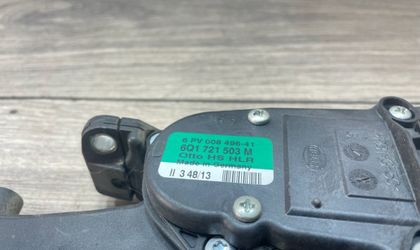 6 PV 008 496-41
6Q1 721 503 M
Otto HS HLR
Made in Germany
II 3 48/13